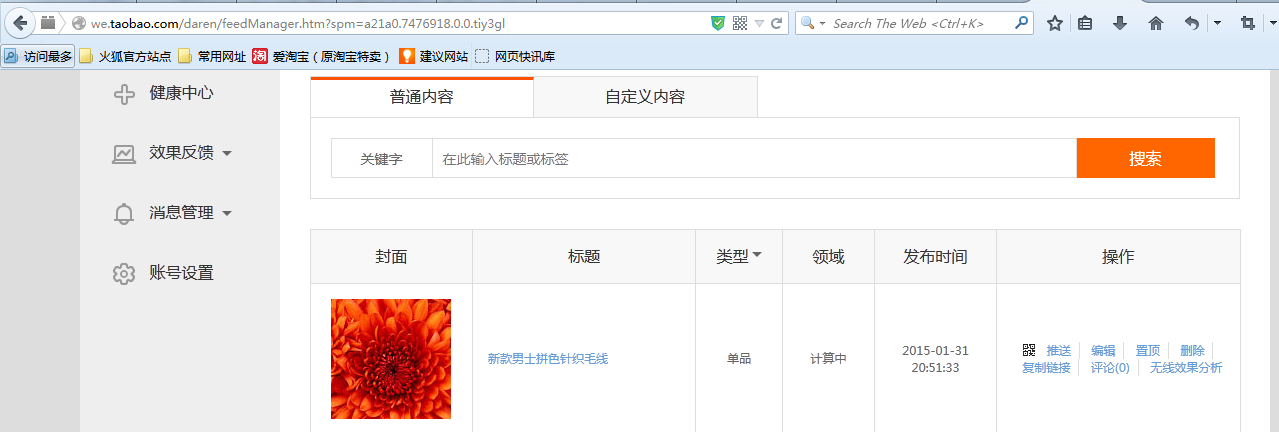 we.taobao.com/daren/feedManager.htm?spm=a21a0.7476918.0.0.tiy3gl
Search The Web <Ctrl+K>
访问最多 火狐官方站点 常用网址 淘 爱淘宝（原淘宝特卖） 建议网站 网页快讯库
健康中心
效果反馈
消息管理
账号设置
普通内容 自定义内容
关键字 在此输入标题或标签 搜索
封面 标题 类型 领域 发布时间 操作
新款男士拼色针织毛线 单品 计算中
2015-01-31
20:51:33
推送 编辑 置顶 删除
复制链接 评论(0) 无线效果分析